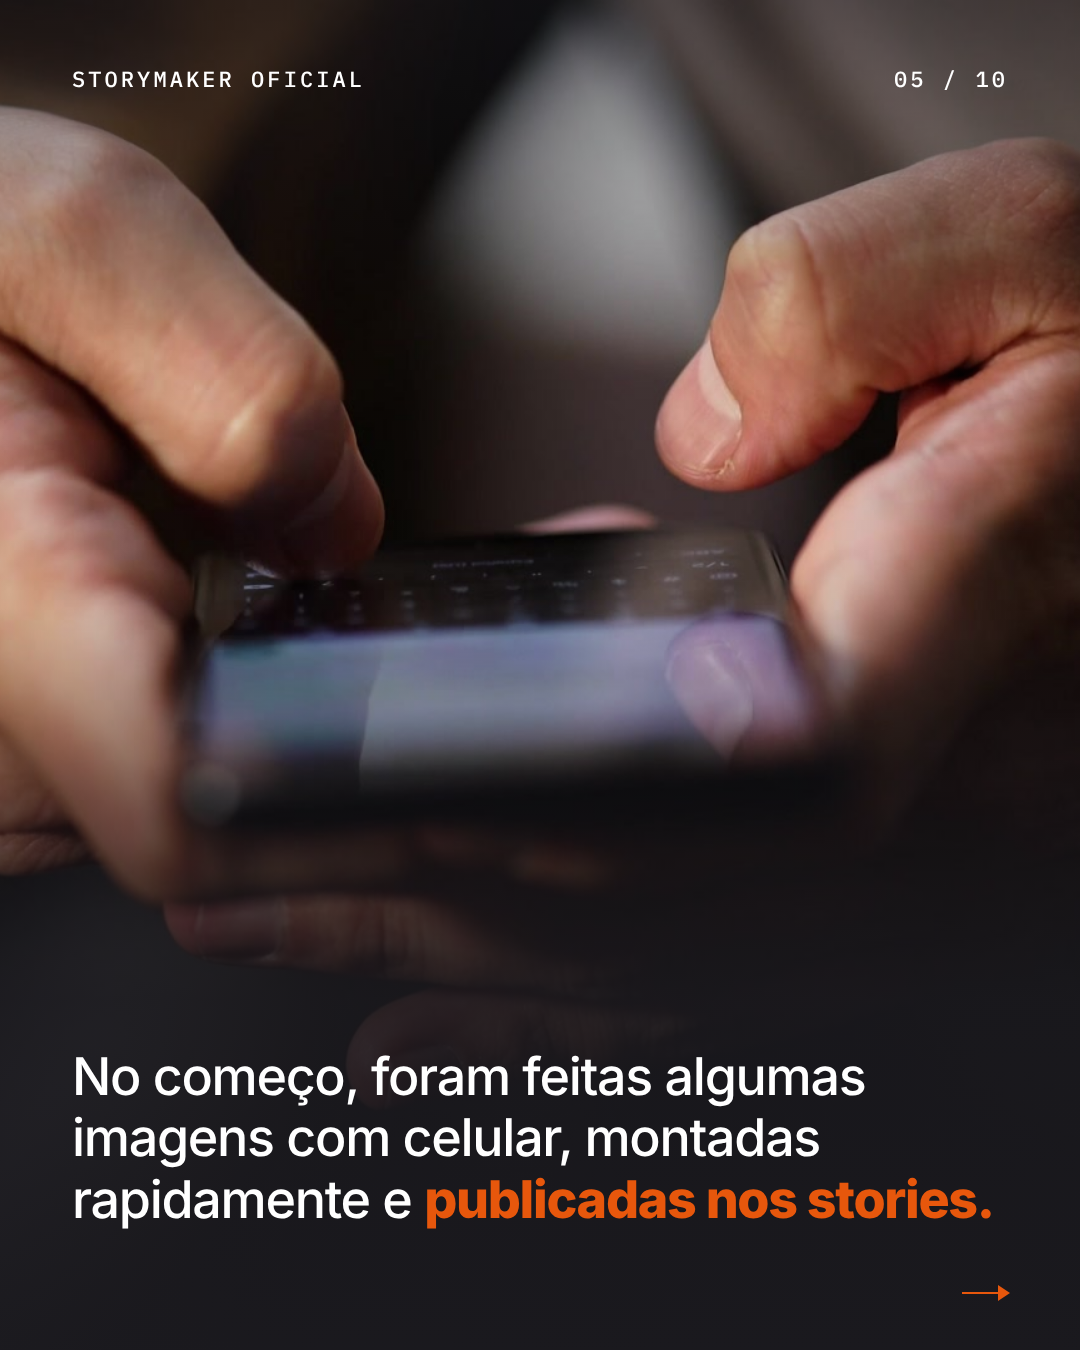 STORYMAKER OFICIAL
05 / 10
No começo, foram feitas algumas
imagens com celular, montadas
rapidamente e publicadas nos stories.